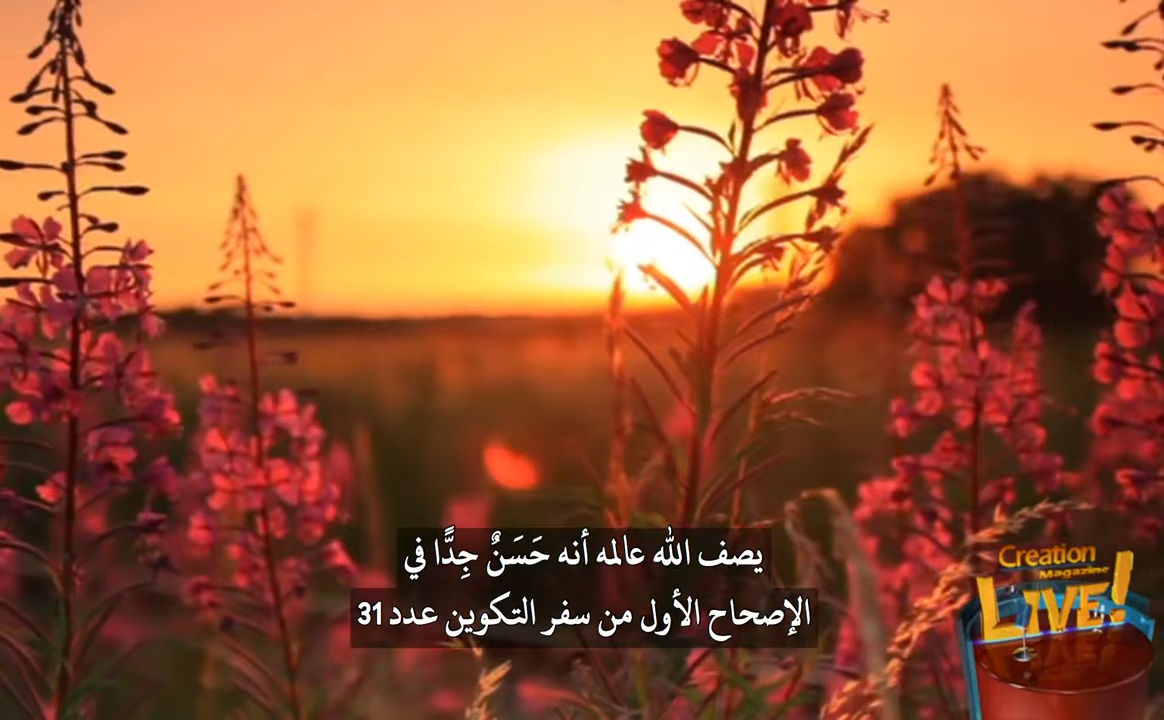 يصف الله عالمه أنه حَسَنٌ جِدًّا في
الإصحاح الأول من سفر التكوين عدد 31
Creation
Magazine
LIVE!